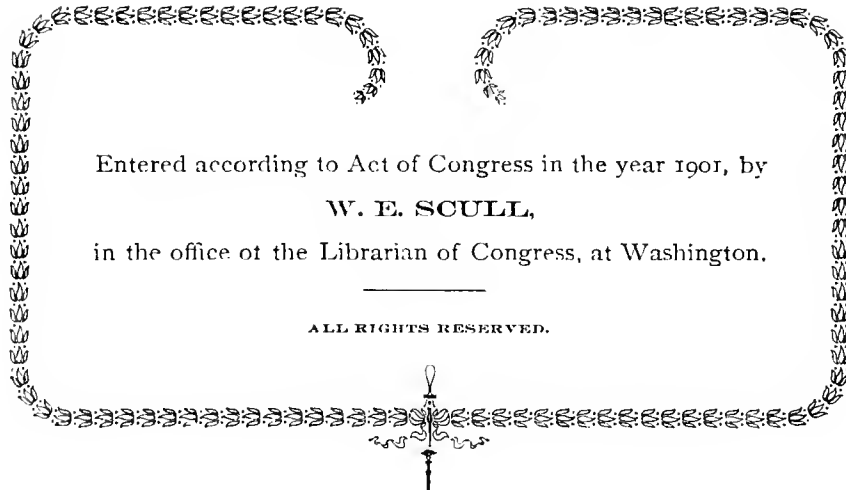 Entered according to Act of Congress in the year 1901, by
W. E. SCULL,
in the office of the Librarian of Congress, at Washington.
ALL RIGHTS RESERVED.